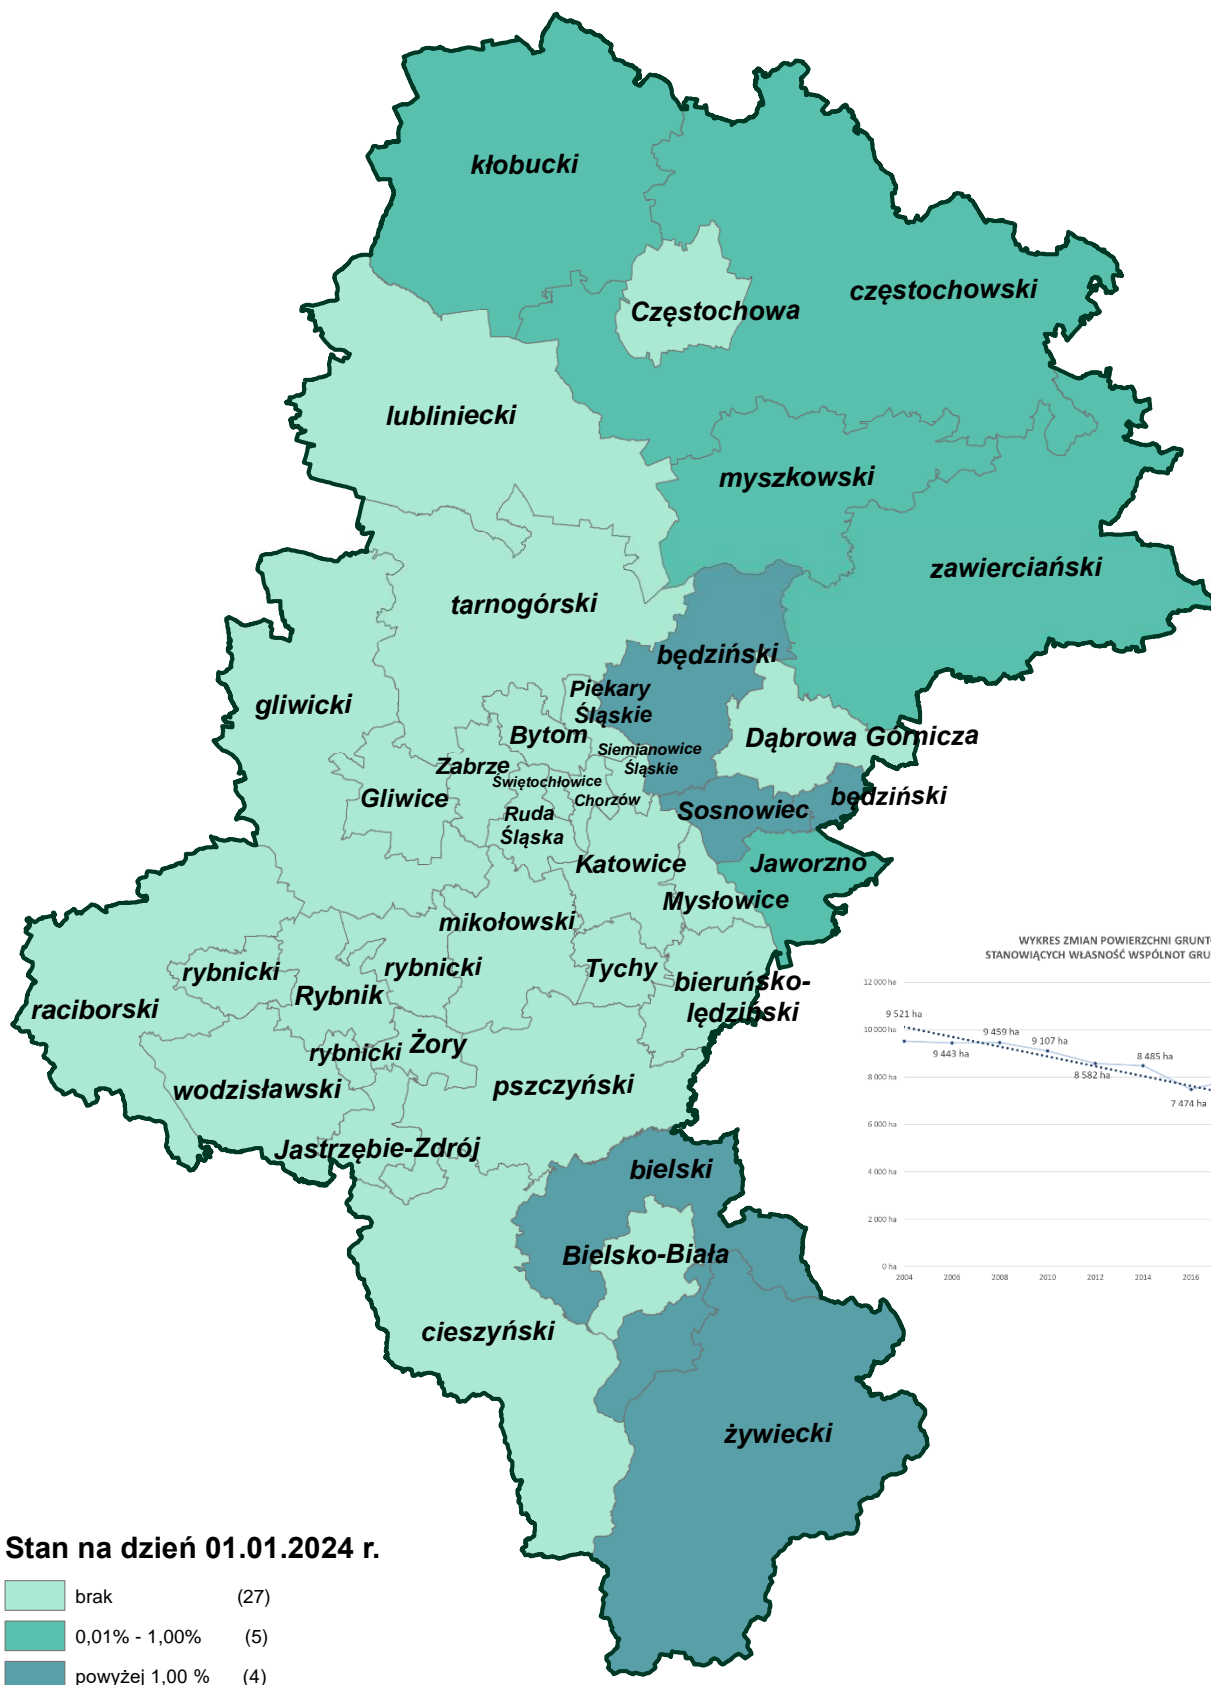 kłobucki
częstochowski
Częstochowa
lubliniecki
myszkowski
zawierciański
tarnogórski
będziński
Piekary
Śląskie
gliwicki
Bytom
Dąbrowa Górnicza
Siemianowice
Śląskie
Zabrze
Świętochłowice
Gliwice
Chorzów
będziński
Sosnowiec
Ruda
Śląska
Katowice
Jaworzno
Mysłowice
mikołowski
rybnicki
rybnicki
Tychy
Rybnik
bieruńsko-
lędziński
raciborski
Żory
rybnicki
wodzisławski
pszczyński
Jastrzębie-Zdrój
bielski
Bielsko-Biała
cieszyński
żywiecki
WYKRES ZMIAN POWIERZCHNI
STANOWIĄCYCH WŁASNOŚĆ WSPÓLNOT
12 000 ha
9 521 ha
10 000 ha
9 443 ha
9 459 ha
9 107 ha
8 582 ha
8 485 ha
7 474 ha
8 000 ha
6 000 ha
4 000 ha
2 000 ha
0 ha
2004 2006 2008 2010 2012 2014 2016
Stan na dzień 01.01.2024 r.
brak (27)
0,01% - 1,00% (5)
powyżej 1,00 % (4)